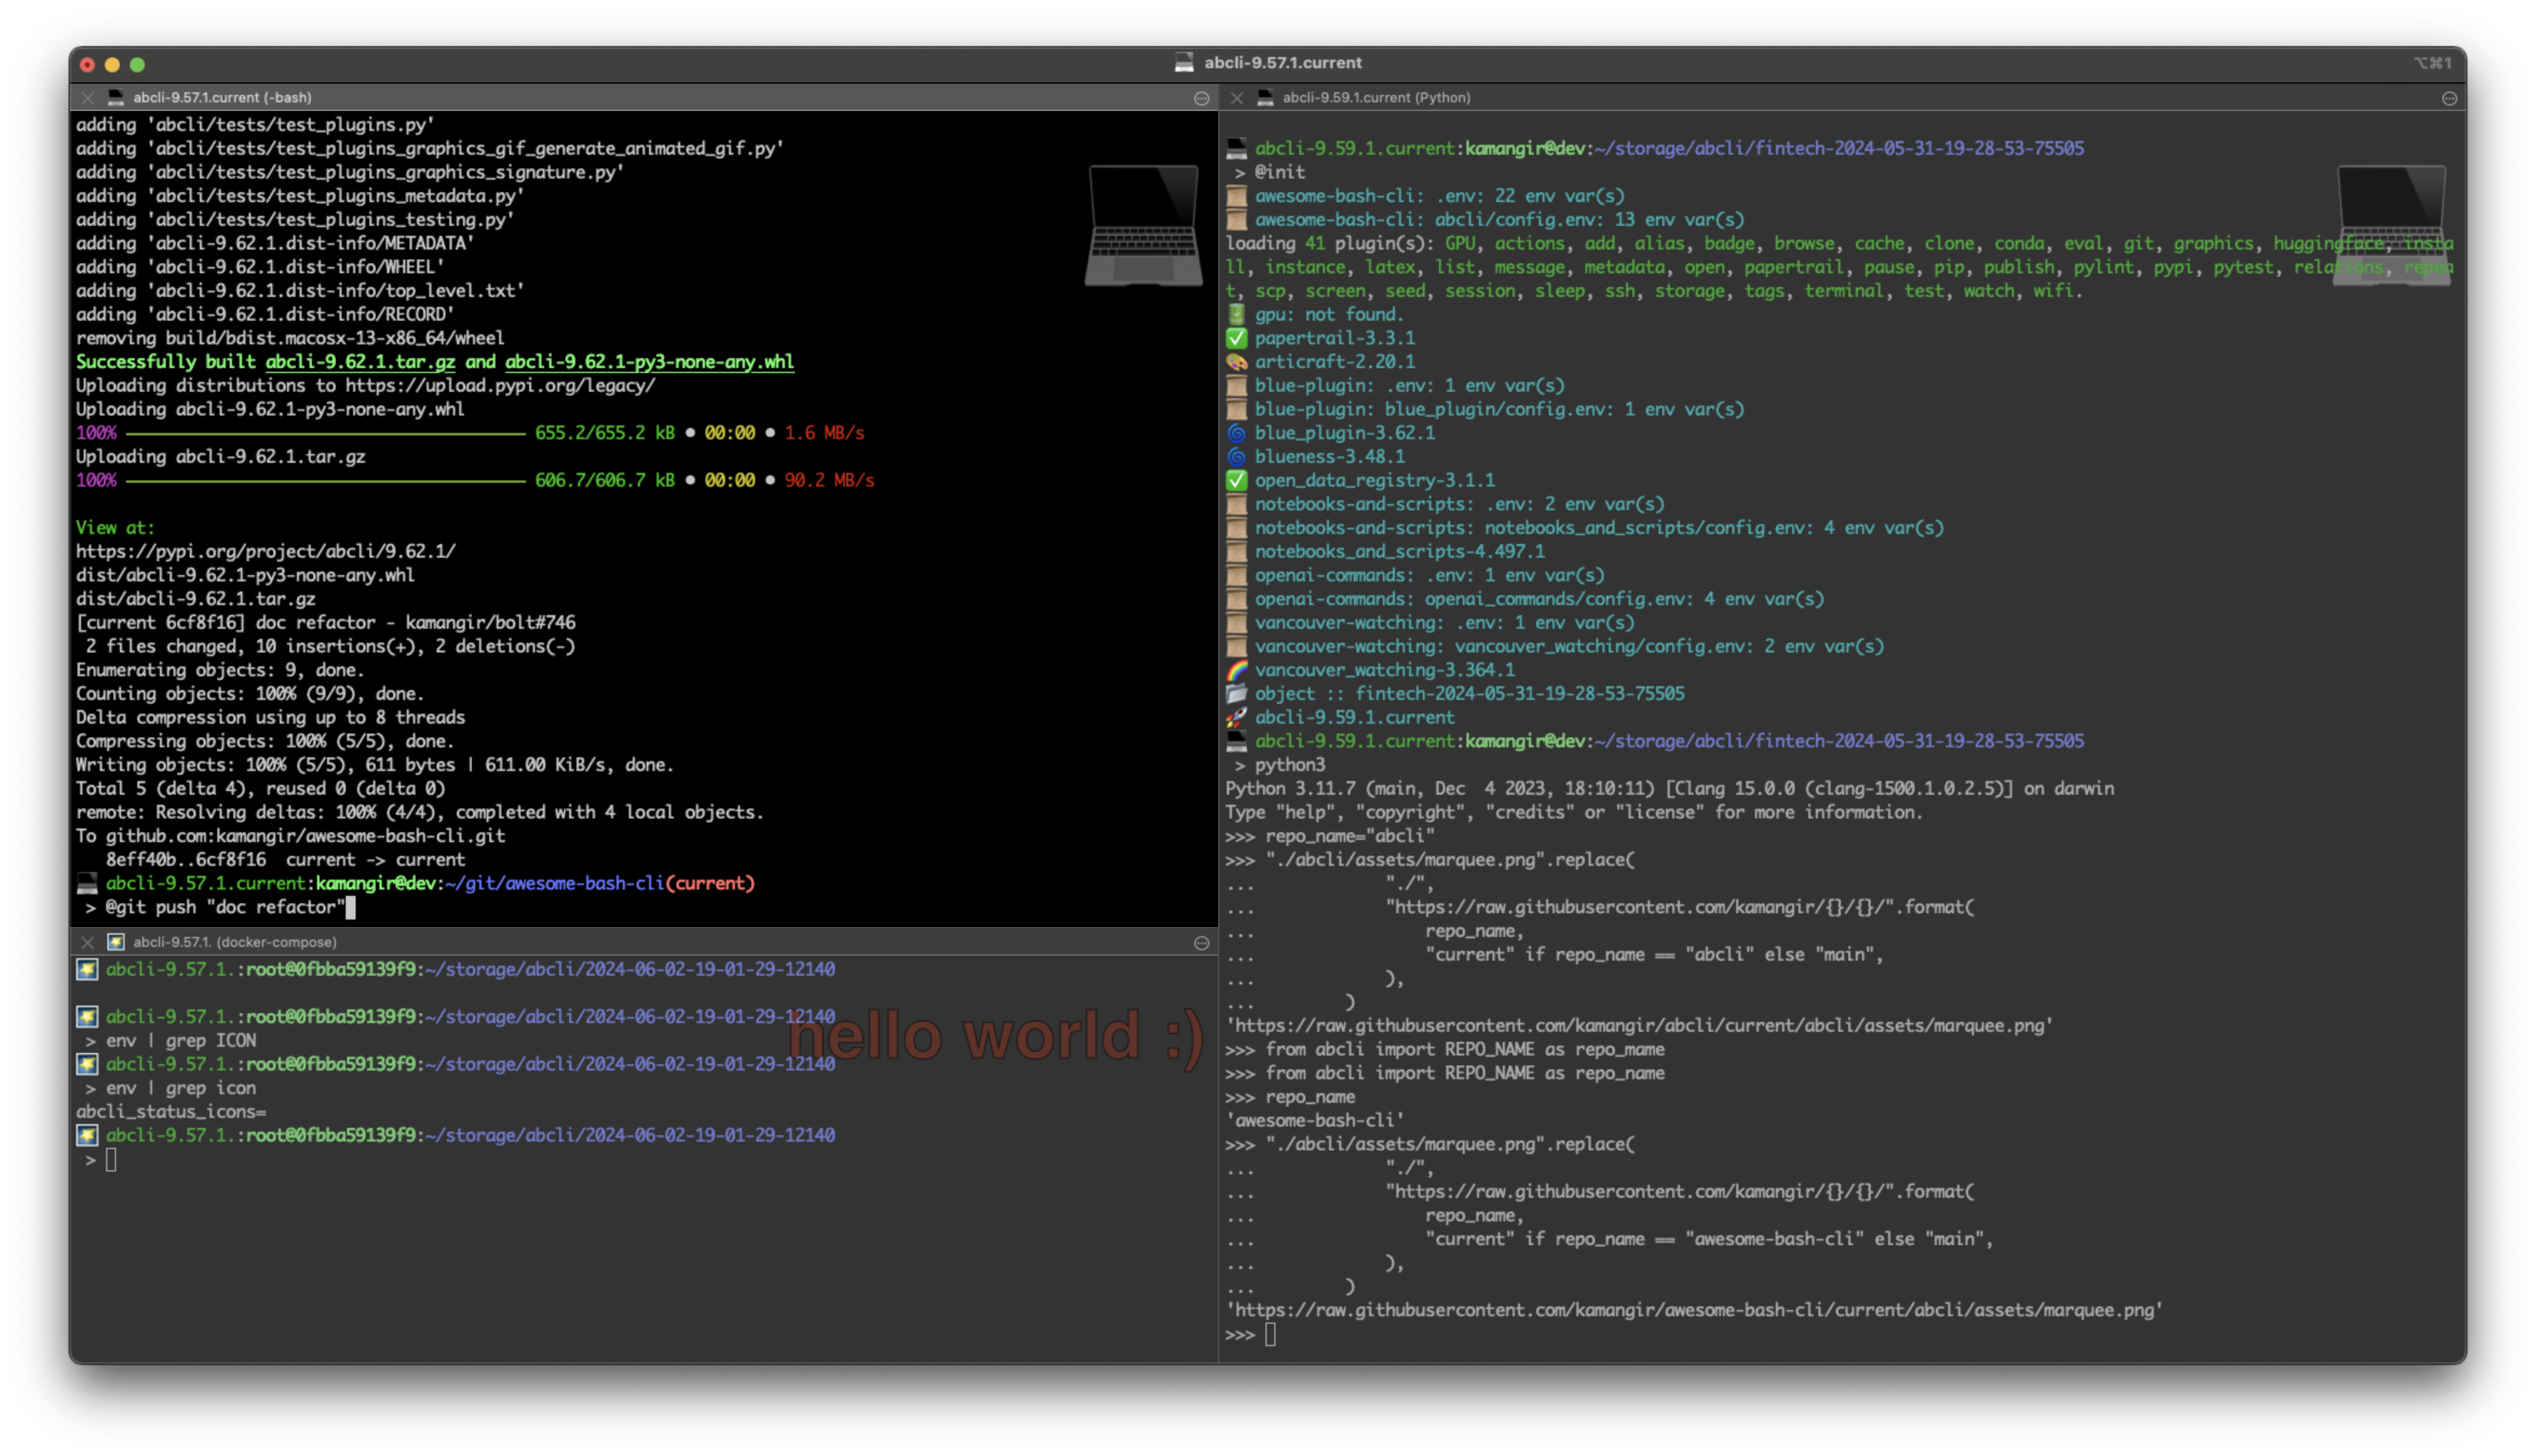 abcli-9.57.1.current
⌥⌘1
abcli-9.57.1.current (-bash)
adding 'abcli/tests/test_plugins.py'
adding 'abcli/tests/test_plugins_graphics_gif_generate_animated_gif.py'
adding 'abcli/tests/test_plugins_graphics_signature.py'
adding 'abcli/tests/test_plugins_metadata.py'
adding 'abcli/tests/test_plugins_testing.py'
adding 'abcli-9.62.1.dist-info/METADATA'
adding 'abcli-9.62.1.dist-info/WHEEL'
adding 'abcli-9.62.1.dist-info/top_level.txt'
adding 'abcli-9.62.1.dist-info/RECORD'
removing build/bdist.macosx-13-x86_64/wheel
Successfully built abcli-9.62.1.tar.gz and abcli-9.62.1-py3-none-any.whl
Uploading distributions to https://upload.pypi.org/legacy/
Uploading abcli-9.62.1-py3-none-any.whl
100% 655.2/655.2 kB • 00:00 • 1.6 MB/s
Uploading abcli-9.62.1.tar.gz
100% 606.7/606.7 kB • 00:00 • 90.2 MB/s
View at:
https://pypi.org/project/abcli/9.62.1/
dist/abcli-9.62.1-py3-none-any.whl
dist/abcli-9.62.1.tar.gz
[current 6cf8f16] doc refactor - kamangir/bolt#746
2 files changed, 10 insertions(+), 2 deletions(-)
Enumerating objects: 9, done.
Counting objects: 100% (9/9), done.
Delta compression using up to 8 threads
Compressing objects: 100% (5/5), done.
Writing objects: 100% (5/5), 611 bytes | 611.00 KiB/s, done.
Total 5 (delta 4), reused 0 (delta 0)
remote: Resolving deltas: 100% (4/4), completed with 4 local objects.
To github.com:kamangir/awesome-bash-cli.git
8eff40b..6cf8f16  current -> current
abcli-9.57.1.current:kamangir@dev:~/git/awesome-bash-cli(current)
> @git push "doc refactor"
abcli-9.57.1. (docker-compose)
abcli-9.57.1.:root@0fbba59139f9:~/storage/abcli/2024-06-02-19-01-29-12140
abcli-9.57.1.:root@0fbba59139f9:~/storage/abcli/2024-06-02-19-01-29-12140
hello world :)
> env | grep ICON
abcli-9.57.1.:root@0fbba59139f9:~/storage/abcli/2024-06-02-19-01-29-12140
> env | grep icon
abcli_status_icons=
abcli-9.57.1.:root@0fbba59139f9:~/storage/abcli/2024-06-02-19-01-29-12140
>
abcli-9.59.1.current (Python)
abcli-9.59.1.current:kamangir@dev:~/storage/abcli/fintech-2024-05-31-19-28-53-75505
> @init
awesome-bash-cli: .env: 22 env var(s)
awesome-bash-cli: abcli/config.env: 13 env var(s)
loading 41 plugin(s): GPU, actions, add, alias, badge, browse, cache, clone, conda, eval, git, graphics, huggingface, insta
ll, instance, latex, list, message, metadata, open, papertrail, pause, pip, publish, pylint, pypi, pytest, relations, repea
t, scp, screen, seed, session, sleep, ssh, storage, tags, terminal, test, watch, wifi.
gpu: not found.
papertrail-3.3.1
articraft-2.20.1
blue-plugin: .env: 1 env var(s)
blue-plugin: blue_plugin/config.env: 1 env var(s)
blue_plugin-3.62.1
blueness-3.48.1
open_data_registry-3.1.1
notebooks-and-scripts: .env: 2 env var(s)
notebooks-and-scripts: notebooks_and_scripts/config.env: 4 env var(s)
notebooks_and_scripts-4.497.1
openai-commands: .env: 1 env var(s)
openai-commands: openai_commands/config.env: 4 env var(s)
vancouver-watching: .env: 1 env var(s)
vancouver-watching: vancouver_watching/config.env: 2 env var(s)
vancouver_watching-3.364.1
object :: fintech-2024-05-31-19-28-53-75505
abcli-9.59.1.current
abcli-9.59.1.current:kamangir@dev:~/storage/abcli/fintech-2024-05-31-19-28-53-75505
> python3
Python 3.11.7 (main, Dec  4 2023, 18:10:11) [Clang 15.0.0 (clang-1500.1.0.2.5)] on darwin
Type "help", "copyright", "credits" or "license" for more information.
>>> repo_name="abcli"
>>> "./abcli/assets/marquee.png".replace(
... "./",
... "https://raw.githubusercontent.com/kamangir/{}/{}/".format(
... repo_name,
... "current" if repo_name == "abcli" else "main",
... ),
... )
'https://raw.githubusercontent.com/kamangir/abcli/current/abcli/assets/marquee.png'
>>> from abcli import REPO_NAME as repo_mame
>>> from abcli import REPO_NAME as repo_name
>>> repo_name
'awesome-bash-cli'
>>> "./abcli/assets/marquee.png".replace(
... "./",
... "https://raw.githubusercontent.com/kamangir/{}/{}/".format(
... repo_name,
... "current" if repo_name == "awesome-bash-cli" else "main",
... ),
... )
'https://raw.githubusercontent.com/kamangir/awesome-bash-cli/current/abcli/assets/marquee.png'
>>>